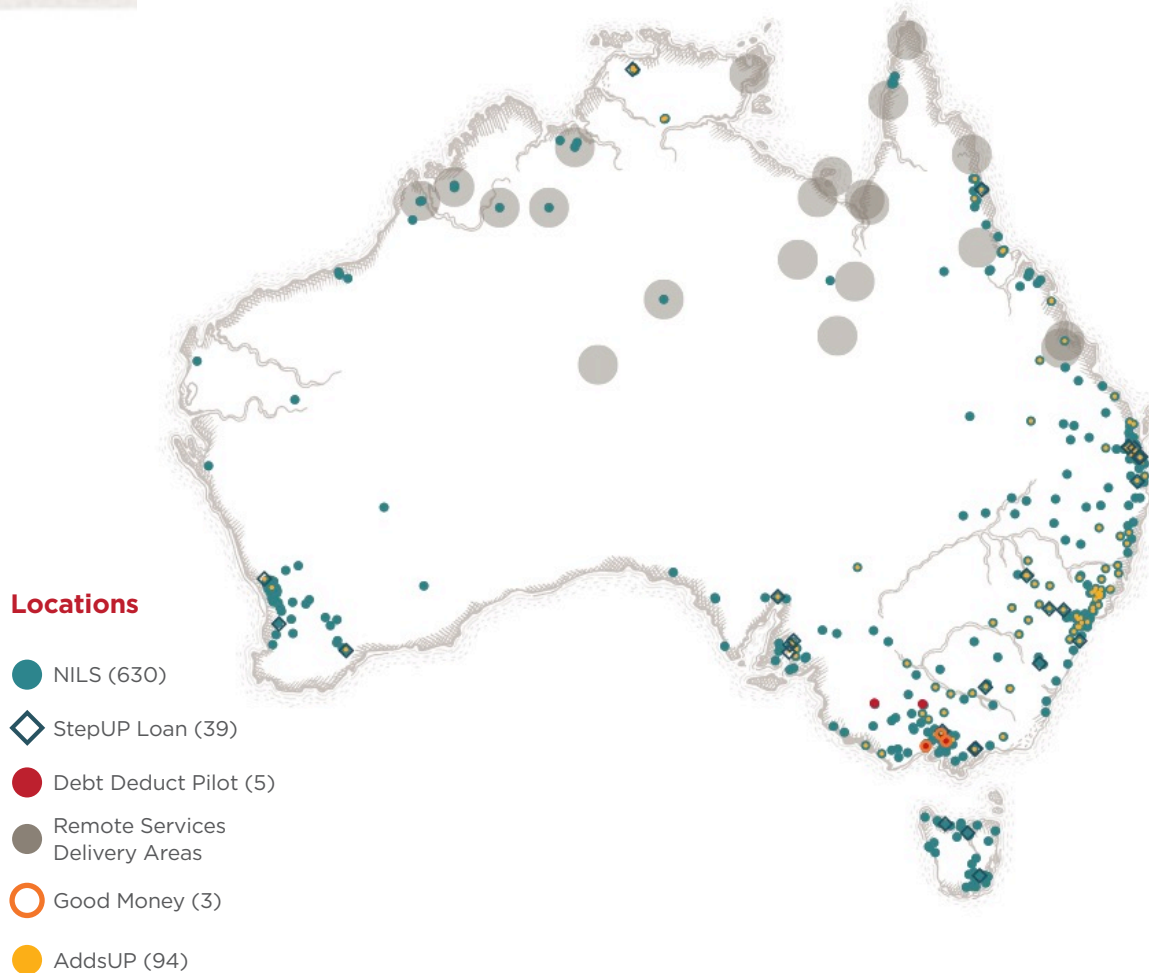 Locations
NILS (630)
StepUP Loan (39)
Debt Deduct Pilot (5)
Remote Services
Delivery Areas
Good Money (3)
AddsUP (94)